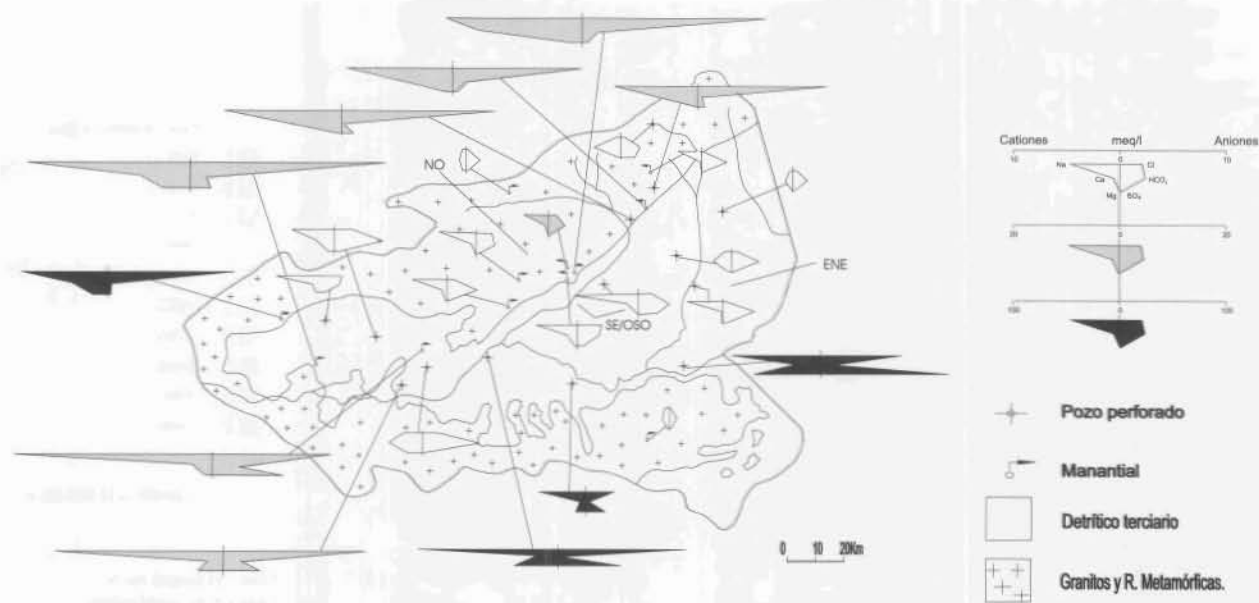 NO
ENE
SE/OSO
0 10 20Km
Cationes meq/l Aniones
10 0 10
Na Cl
Ca HCO₃
Mg SO₄
20 0 20
100 0 100
Pozo perforado
Manantial
Detrítico terciario
Granitos y R. Metamórficas.